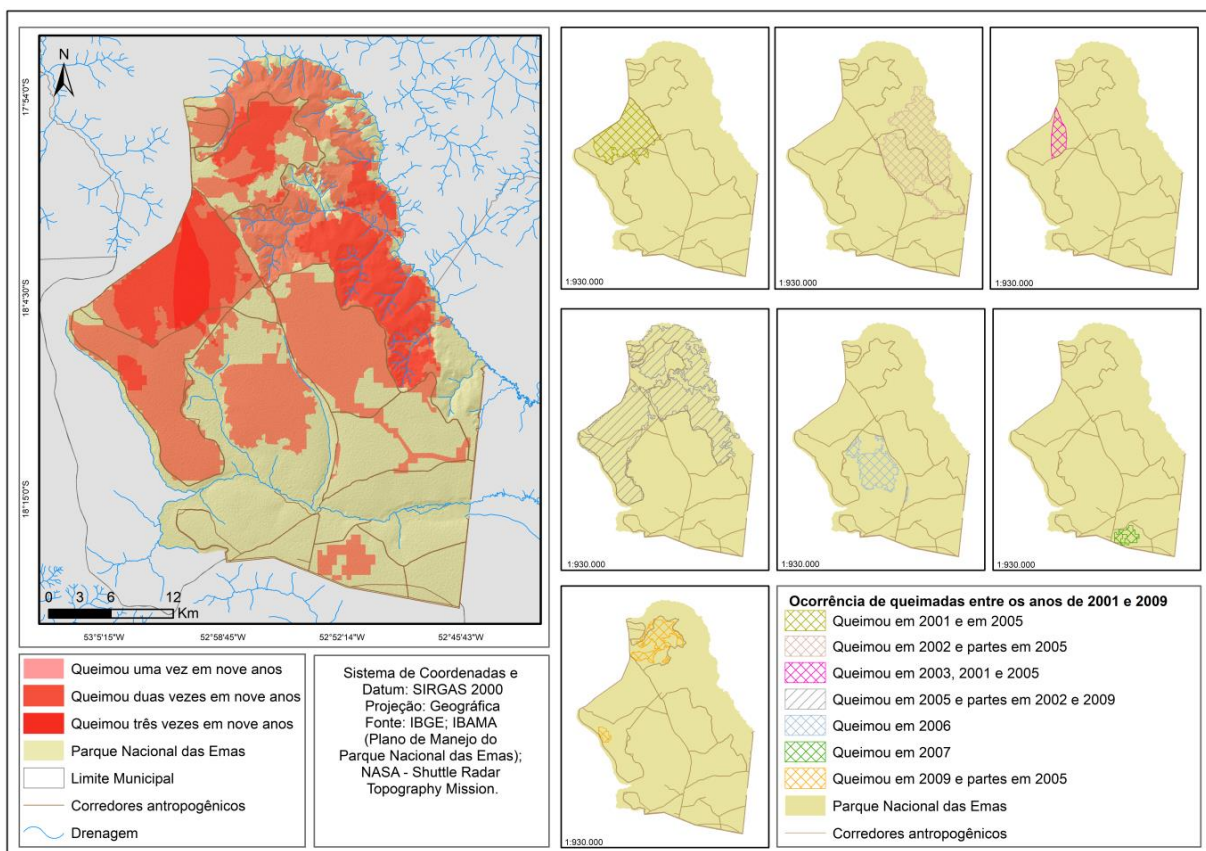 N
17°54'0"S
18°4'30"S
18°15'0"S
0 3 6 12
Km
53°5'15"W 52°58'45"W 52°52'14"W 52°45'43"W
1:930.000
1:930.000
1:930.000
1:930.000
1:930.000
1:930.000
1:930.000
Queimou uma vez em nove anos
Queimou duas vezes em nove anos
Queimou três vezes em nove anos
Parque Nacional das Emas
Limite Municipal
Corredores antropogênicos
Drenagem
Sistema de Coordenadas e
Datum: SIRGAS 2000
Projeção: Geográfica
Fonte: IBGE; IBAMA
(Plano de Manejo do
Parque Nacional das Emas);
NASA - Shuttle Radar
Topography Mission.
Ocorrência de queimadas entre os anos de 2001 e 2009
Queimou em 2001 e em 2005
Queimou em 2002 e partes em 2005
Queimou em 2003, 2001 e 2005
Queimou em 2005 e partes em 2002 e 2009
Queimou em 2006
Queimou em 2007
Queimou em 2009 e partes em 2005
Parque Nacional das Emas
Corredores antropogênicos